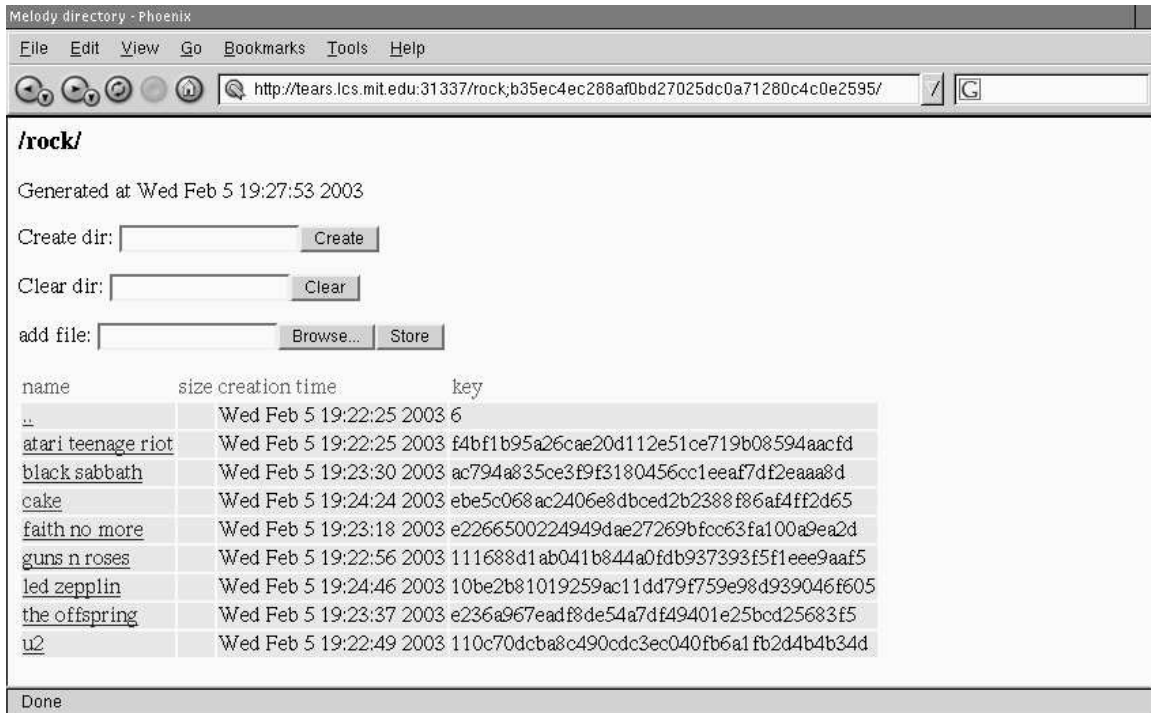 Melody directory - Phoenix
File Edit View Go Bookmarks Tools Help
http://tears.lcs.mit.edu:31337/rock;b35ec4ec288af0bd27025dc0a71280c4c0e2595/ G
/rock/
Generated at Wed Feb 5 19:27:53 2003
Create dir: Create
Clear dir: Clear
add file: Browse... Store
name size creation time key
.. Wed Feb 5 19:22:25 2003 6
atari teenage riot Wed Feb 5 19:22:25 2003 f4bf1b95a26cae20d112e51ce719b08594aacfd
black sabbath Wed Feb 5 19:23:30 2003 ac794a835ce3f9f3180456cc1eeaf7df2eaaa8d
cake Wed Feb 5 19:24:24 2003 ebe5c068ac2406e8dbced2b2388f86af4ff2d65
faith no more Wed Feb 5 19:23:18 2003 e2266500224949dae27269bfcc63fa100a9ea2d
guns n roses Wed Feb 5 19:22:56 2003 111688d1ab041b844a0fdb937393f5f1eee9aaf5
led zepplin Wed Feb 5 19:24:46 2003 10be2b81019259ac11dd79f759e98d939046f605
the offspring Wed Feb 5 19:23:37 2003 e236a967eadf8de54a7df49401e25bcd25683f5
u2 Wed Feb 5 19:22:49 2003 110c70dcba8c490cdc3ec040fb6a1fb2d4b4b34d
Done